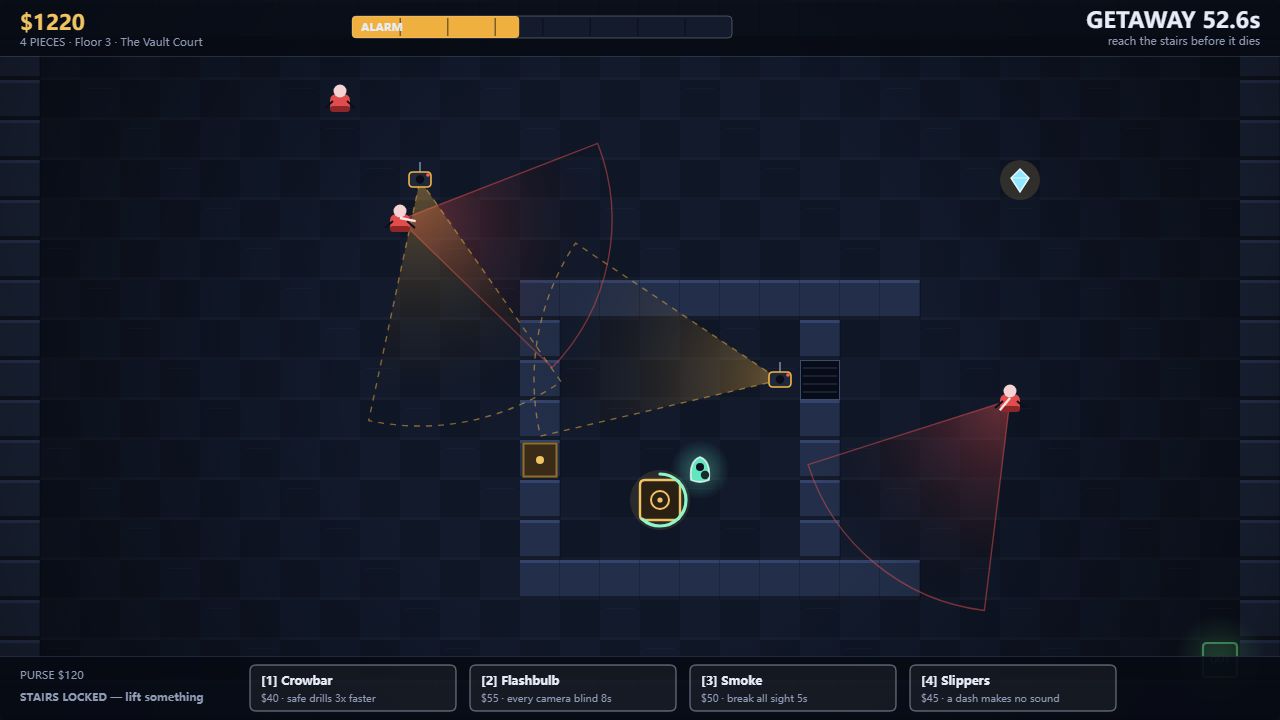 $1220
4 PIECES · Floor 3 · The Vault Court
ALARM
GETAWAY 52.6s
reach the stairs before it dies
PURSE $120
STAIRS LOCKED — lift something
[1] Crowbar
$40 · safe drills 3x faster
[2] Flashbulb
$55 · every camera blind 8s
[3] Smoke
$50 · break all sight 5s
[4] Slippers
$45 · a dash makes no sound